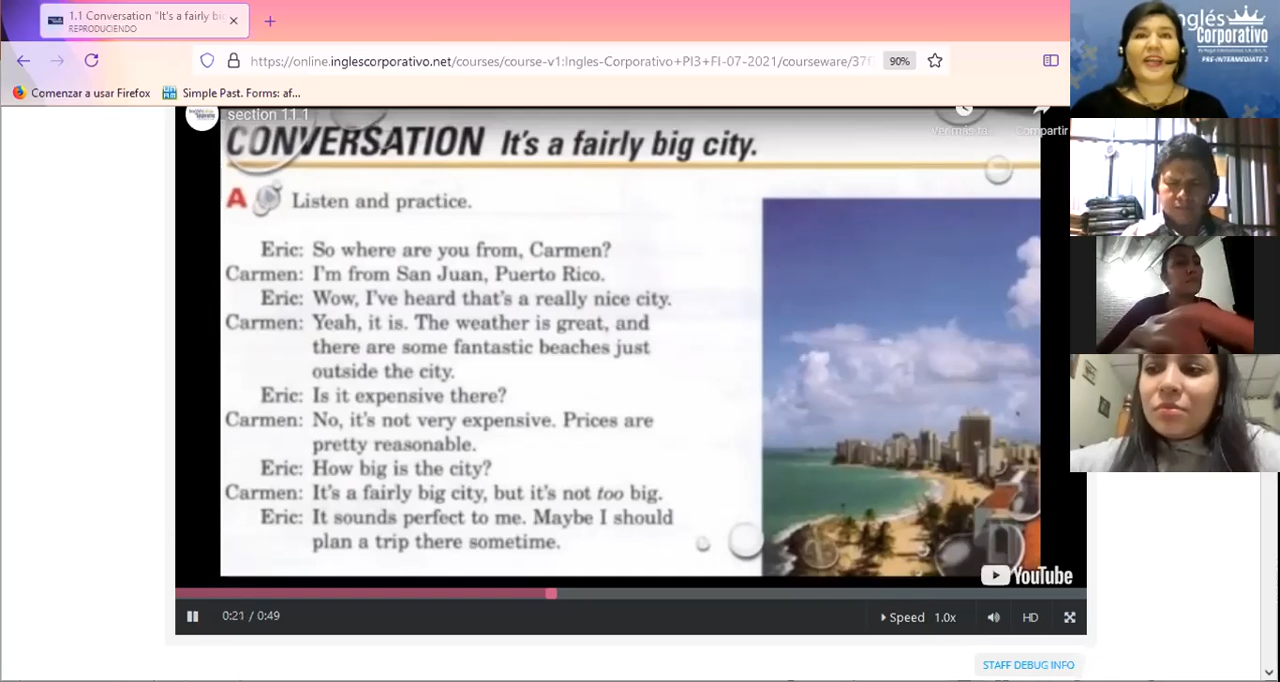 1.1 Conversation "It's a fairly bi
REPRODUCIENDO
https://online.inglescorporativo.net/courses/course-v1:Ingles-Corporativo+PI3+FI-07-2021/courseware/37f
90%
Comenzar a usar Firefox
Simple Past. Forms: af...
Inglés
Corporativo
PRE-INTERMEDIATE 3
section 11.1
Ver más ta...
Compartir
CONVERSATION It's a fairly big city.
A Listen and practice.
Eric: So where are you from, Carmen?
Carmen: I'm from San Juan, Puerto Rico.
Eric: Wow, I've heard that's a really nice city.
Carmen: Yeah, it is. The weather is great, and
there are some fantastic beaches just
outside the city.
Eric: Is it expensive there?
Carmen: No, it's not very expensive. Prices are
pretty reasonable.
Eric: How big is the city?
Carmen: It's a fairly big city, but it's not too big.
Eric: It sounds perfect to me. Maybe I should
plan a trip there sometime.
YouTube
0:21 / 0:49
Speed 1.0x
HD
STAFF DEBUG INFO